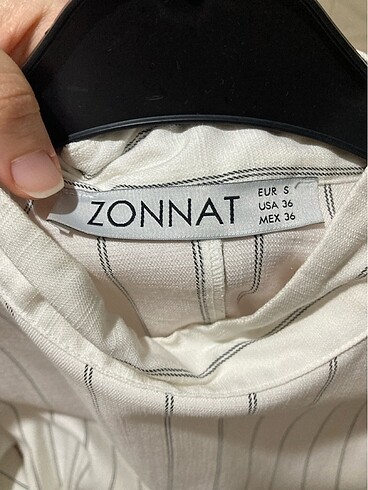 ZONNAT
EUR S
USA 36
MEX 36